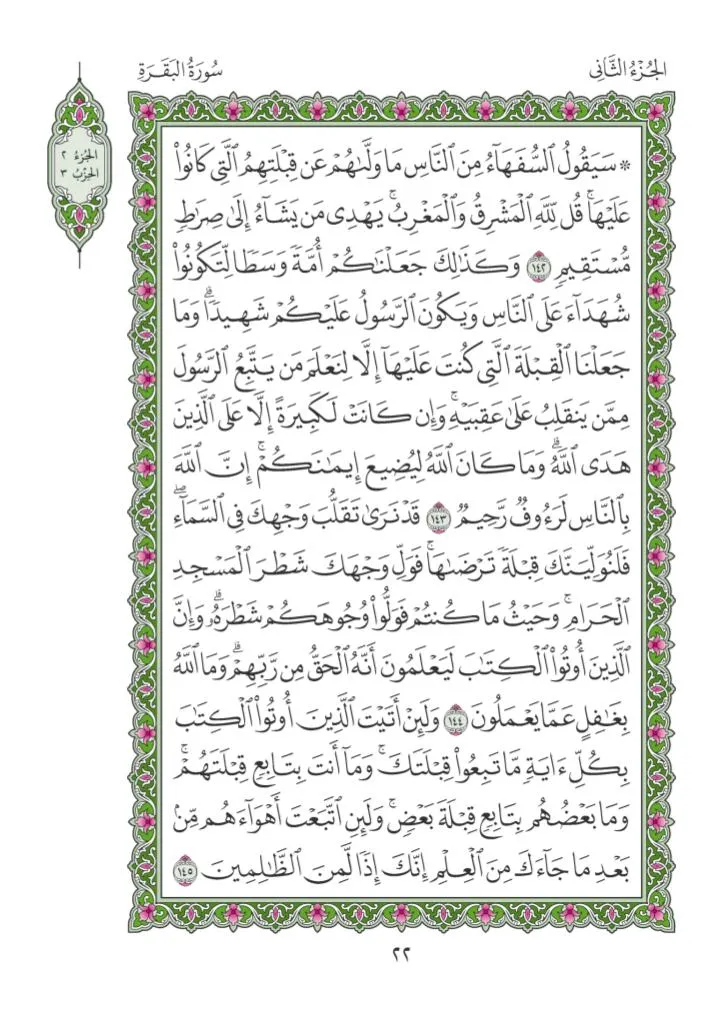 الجُزْءُ الثَّانِى
سُورَةُ البَقَرَةِ
الجُزْءُ ٢
الحِزْبُ ٣
* سَيَقُولُ ٱلسُّفَهَآءُ مِنَ ٱلنَّاسِ مَا وَلَّىٰهُمْ عَن قِبْلَتِهِمُ ٱلَّتِى كَانُوا۟
عَلَيْهَا ۚ قُل لِّلَّهِ ٱلْمَشْرِقُ وَٱلْمَغْرِبُ ۚ يَهْدِى مَن يَشَآءُ إِلَىٰ صِرَٰطٍ
مُّسْتَقِيمٍ ١٤٢ وَكَذَٰلِكَ جَعَلْنَٰكُمْ أُمَّةً وَسَطًا لِّتَكُونُوا۟
شُهَدَآءَ عَلَى ٱلنَّاسِ وَيَكُونَ ٱلرَّسُولُ عَلَيْكُمْ شَهِيدًا ۗ وَمَا
جَعَلْنَا ٱلْقِبْلَةَ ٱلَّتِى كُنتَ عَلَيْهَآ إِلَّا لِنَعْلَمَ مَن يَتَّبِعُ ٱلرَّسُولَ
مِمَّن يَنقَلِبُ عَلَىٰ عَقِبَيْهِ ۚ وَإِن كَانَتْ لَكَبِيرَةً إِلَّا عَلَى ٱلَّذِينَ
هَدَى ٱللَّهُ ۗ وَمَا كَانَ ٱللَّهُ لِيُضِيعَ إِيمَٰنَكُمْ ۚ إِنَّ ٱللَّهَ
بِٱلنَّاسِ لَرَءُوفٌ رَّحِيمٌ ١٤٣ قَدْ نَرَىٰ تَقَلُّبَ وَجْهِكَ فِى ٱلسَّمَآءِ ۖ
فَلَنُوَلِّيَنَّكَ قِبْلَةً تَرْضَىٰهَا ۚ فَوَلِّ وَجْهَكَ شَطْرَ ٱلْمَسْجِدِ
ٱلْحَرَامِ ۚ وَحَيْثُ مَا كُنتُمْ فَوَلُّوا۟ وُجُوهَكُمْ شَطْرَهُۥ ۗ وَإِنَّ
ٱلَّذِينَ أُوتُوا۟ ٱلْكِتَٰبَ لَيَعْلَمُونَ أَنَّهُ ٱلْحَقُّ مِن رَّبِّهِمْ ۗ وَمَا ٱللَّهُ
بِغَٰفِلٍ عَمَّا يَعْمَلُونَ ١٤٤ وَلَئِنْ أَتَيْتَ ٱلَّذِينَ أُوتُوا۟ ٱلْكِتَٰبَ
بِكُلِّ ءَايَةٍ مَّا تَبِعُوا۟ قِبْلَتَكَ ۚ وَمَآ أَنتَ بِتَابِعٍ قِبْلَتَهُمْ ۚ
وَمَا بَعْضُهُم بِتَابِعٍ قِبْلَةَ بَعْضٍ ۚ وَلَئِنِ ٱتَّبَعْتَ أَهْوَآءَهُم مِّنۢ
بَعْدِ مَا جَآءَكَ مِنَ ٱلْعِلْمِ إِنَّكَ إِذًا لَّمِنَ ٱلظَّٰلِمِينَ ١٤٥
٢٢